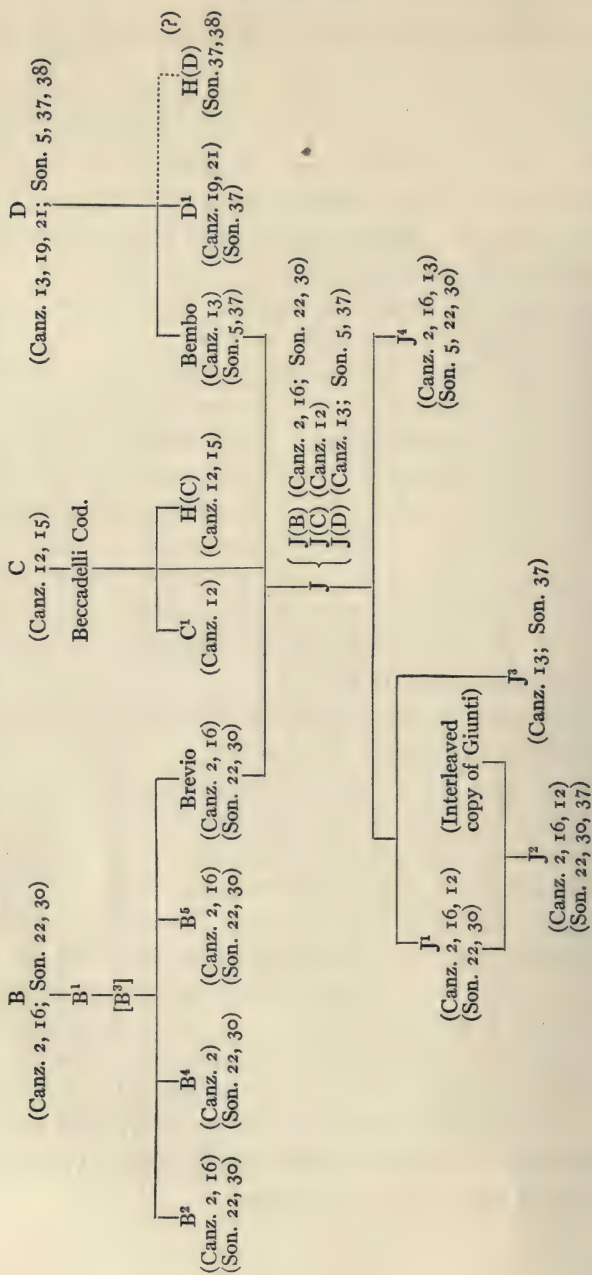 B
(Canz. 2, 16; Son. 22, 30)
B¹
[B³]
B²
(Canz. 2, 16)
(Son. 22, 30)
B⁴
(Canz. 2)
(Son. 22, 30)
B⁵
(Canz. 2, 16)
(Son. 22, 30)
Brevio
(Canz. 2, 16)
(Son. 22, 30)
C
(Canz. 12, 15)
Beccadelli Cod.
C¹
(Canz. 12)
H(C)
(Canz. 12, 15)
D
(Canz. 13, 19, 21; Son. 5, 37, 38)
Bembo
(Canz. 13)
(Son. 5, 37)
D¹
(Canz. 19, 21)
(Son. 37)
(?)
H(D)
(Son. 37, 38)
J
J(B) (Canz. 2, 16; Son. 22, 30)
J(C) (Canz. 12)
J(D) (Canz. 13; Son. 5, 37)
J¹
(Canz. 2, 16, 12)
(Son. 22, 30)
(Interleaved
copy of Giunti)
J²
(Canz. 2, 16, 12)
(Son. 22, 30, 37)
J³
(Canz. 13; Son. 37)
J⁴
(Canz. 2, 16, 13)
(Son. 5, 22, 30)